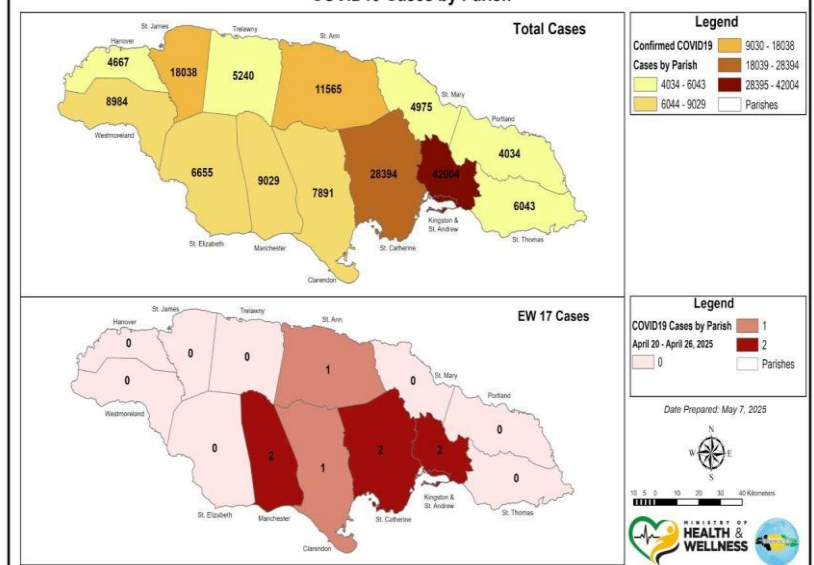 Total Cases
St. James
Trelawny
St. Ann
Hanover
4667
18038
5240
11565
4975
St. Mary
8984
Portland
Westmoreland
4034
6655
9029
7891
28394
42004
6043
Kingston &
St. Andrew
St. Thomas
St. Elizabeth
Manchester
St. Catherine
Clarendon
Legend
Confirmed COVID19
Cases by Parish
4034 - 6043
6044 - 9029
9030 - 18038
18039 - 28394
28395 - 42004
Parishes
EW 17 Cases
St. James
Trelawny
St. Ann
Hanover
0
0
0
1
0
St. Mary
0
Portland
Westmoreland
0
0
2
1
2
2
0
Kingston &
St. Andrew
St. Thomas
St. Elizabeth
Manchester
St. Catherine
Clarendon
Legend
COVID19 Cases by Parish
April 20 - April 26, 2025
0
1
2
Parishes
Date Prepared: May 7, 2025
N
W E
S
10 5 0 10 20 30 40 Kilometers
MINISTRY OF
HEALTH &
WELLNESS